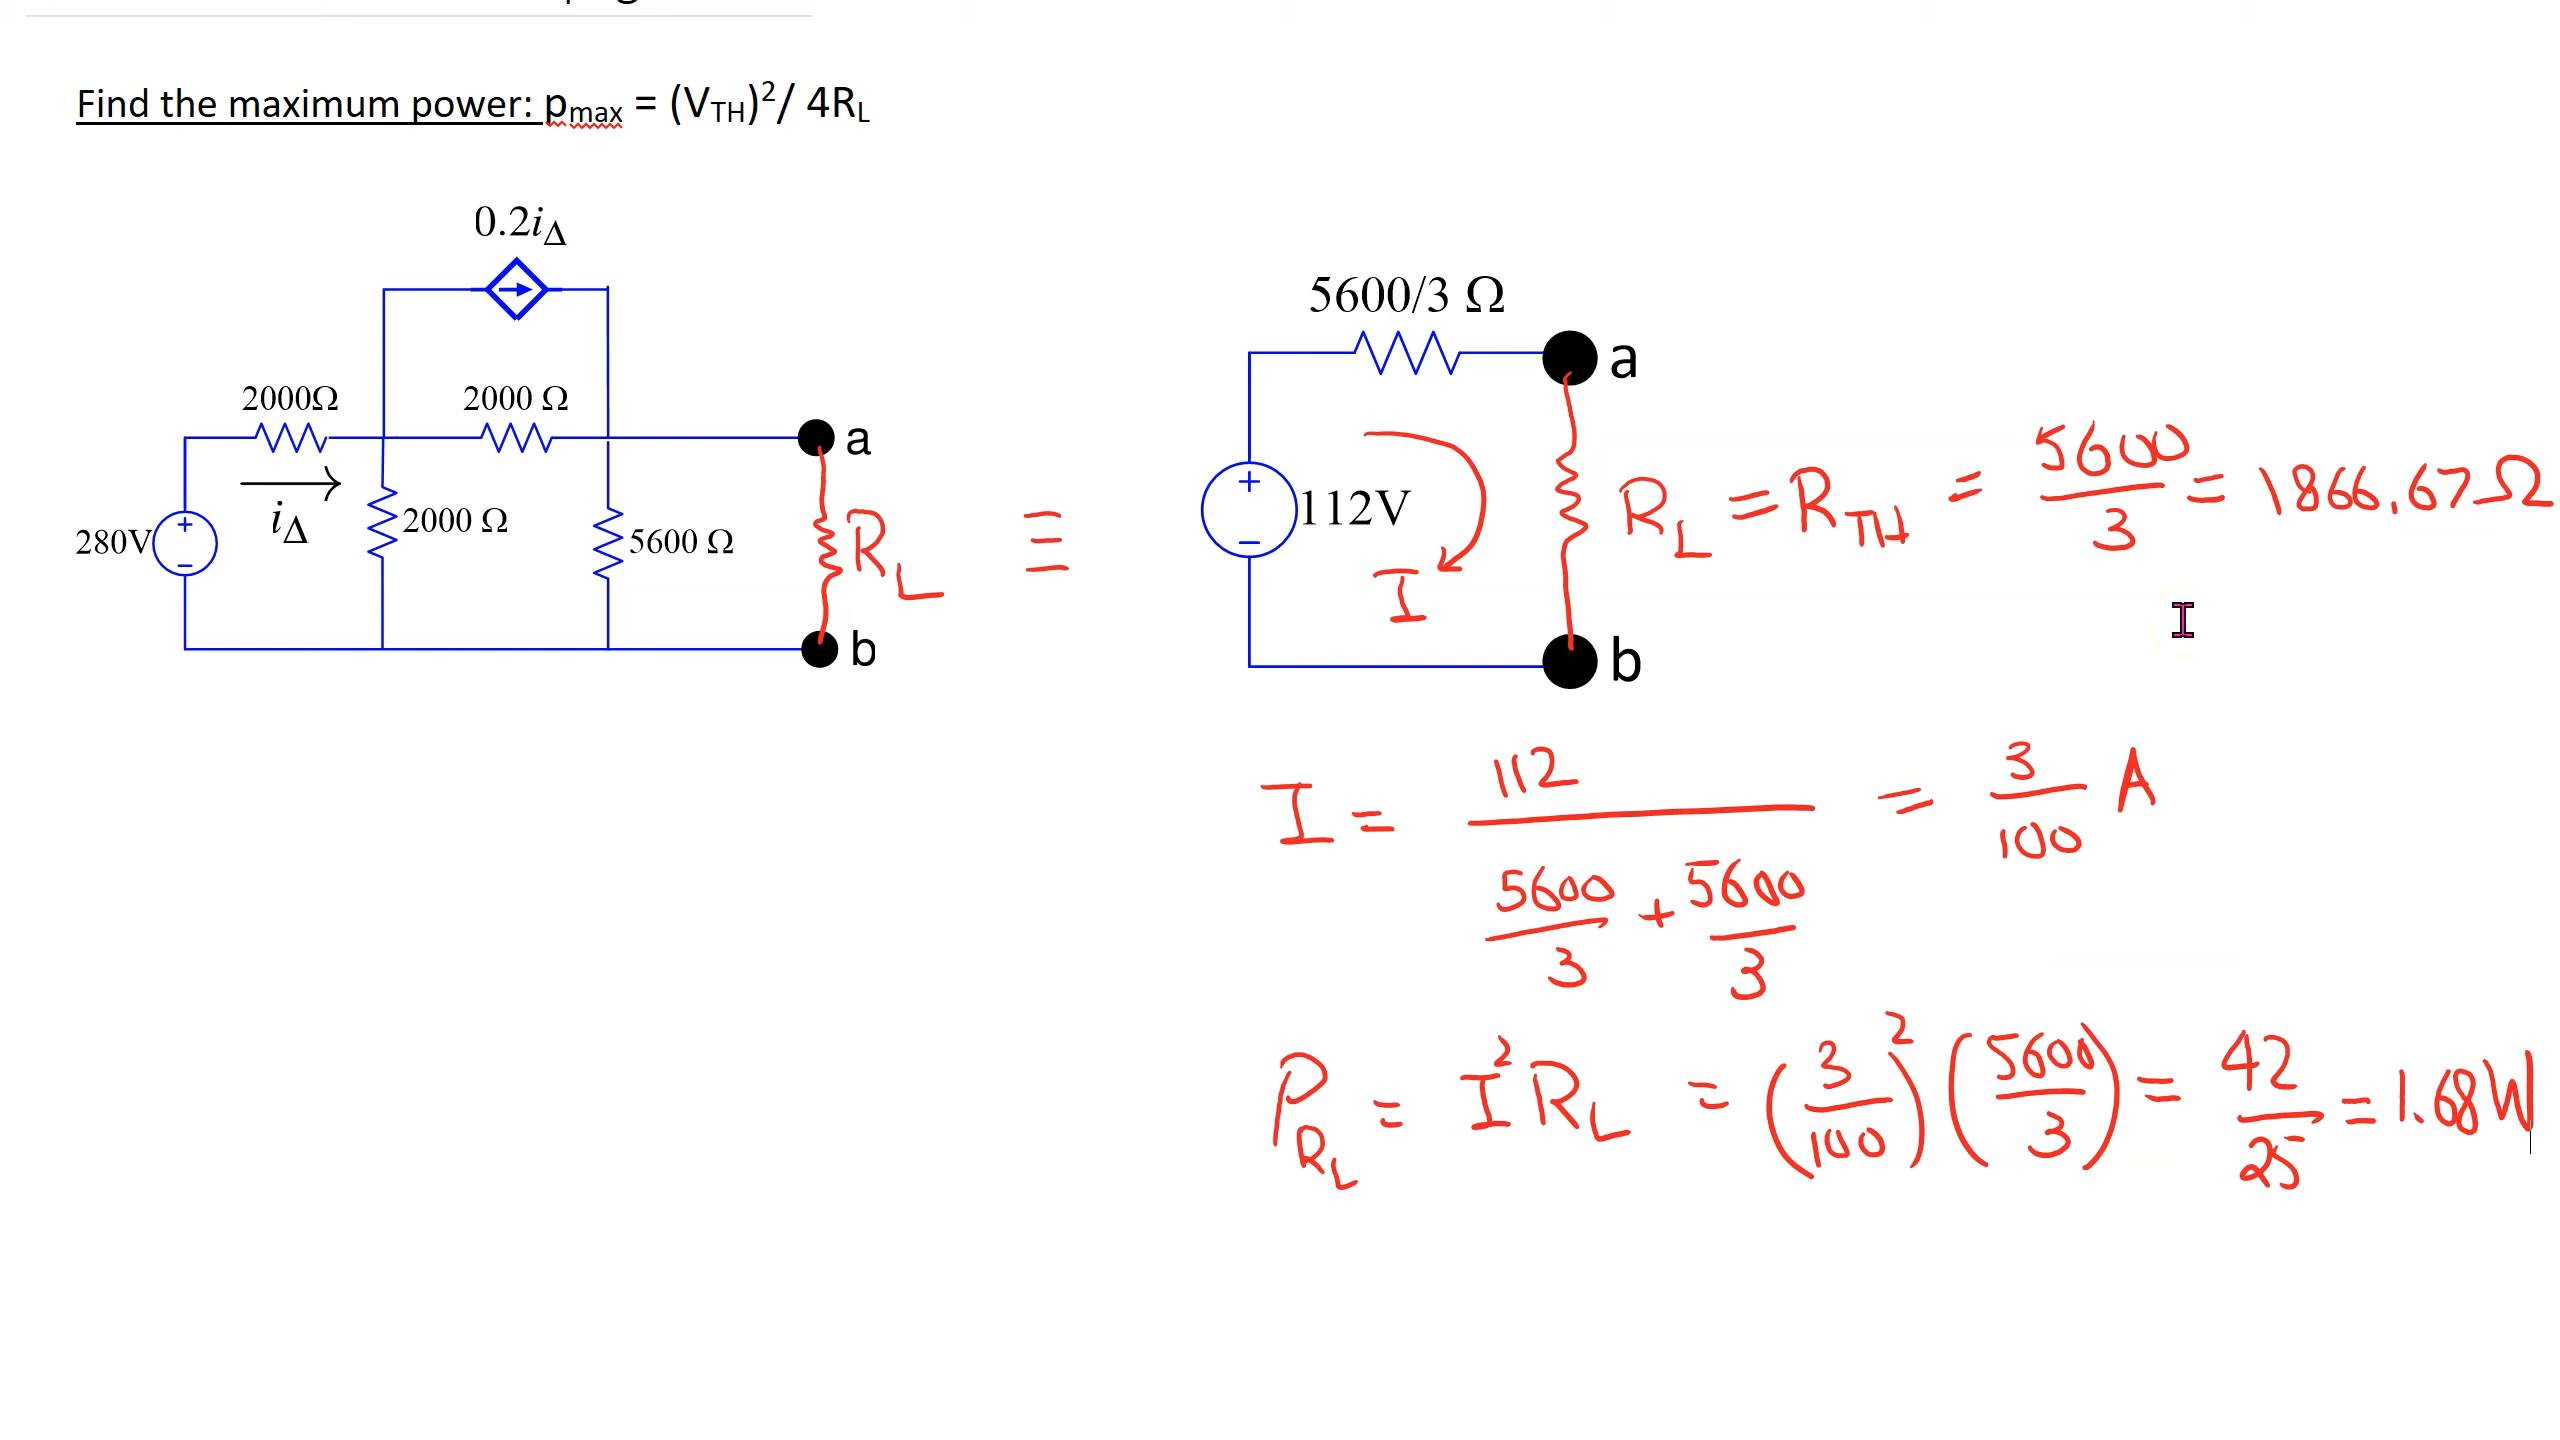 Find the maximum power: pmax = (VTH)²/ 4RL
0.2iΔ
2000Ω
2000 Ω
a
iΔ
280V
+
−
2000 Ω
5600 Ω
RL
b
≡
5600/3 Ω
a
+
−
112V
I
RL = RTH = 5600/3 = 1866.67Ω
b
I = 112 / (5600/3 + 5600/3) = 3/100 A
PRL = I²RL = (3/100)² (5600/3) = 42/25 = 1.68W